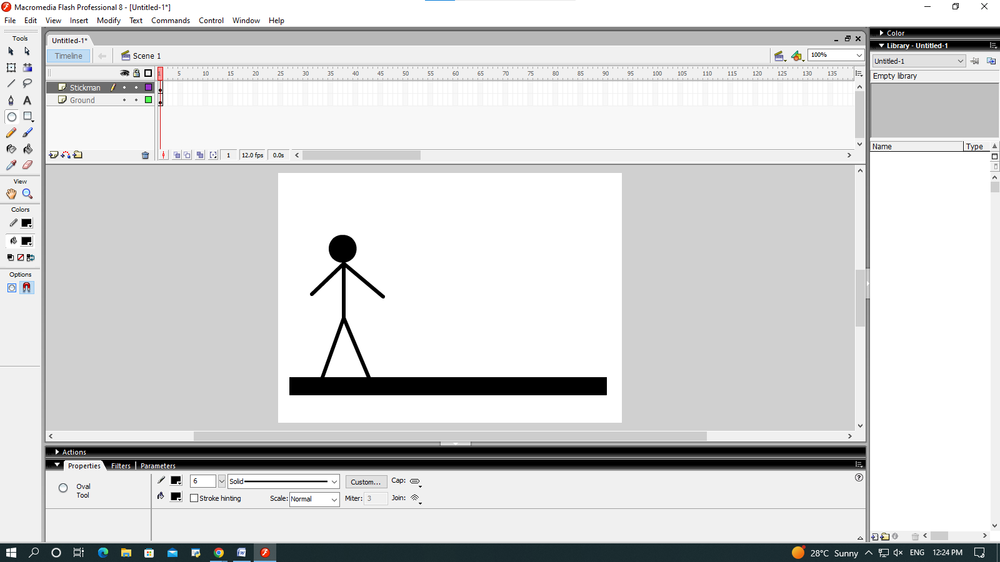 Macromedia Flash Professional 8 - [Untitled-1*]
File Edit View Insert Modify Text Commands Control Window Help
Tools
Untitled-1*
Timeline Scene 1 100%
1 5 10 15 20 25 30 35 40 45 50 55 60 65 70 75 80 85 90 95 100 105 110 115 120 125 130 135
Stickman
Ground
1 12.0 fps 0.0s
View
Colors
Options
Color
Library - Untitled-1
Untitled-1
Empty library
Name Type
Actions
Properties Filters Parameters
Oval
Tool
6 Solid Custom... Cap:
Stroke hinting Scale: Normal Miter: 3 Join:
28°C Sunny ENG 12:24 PM